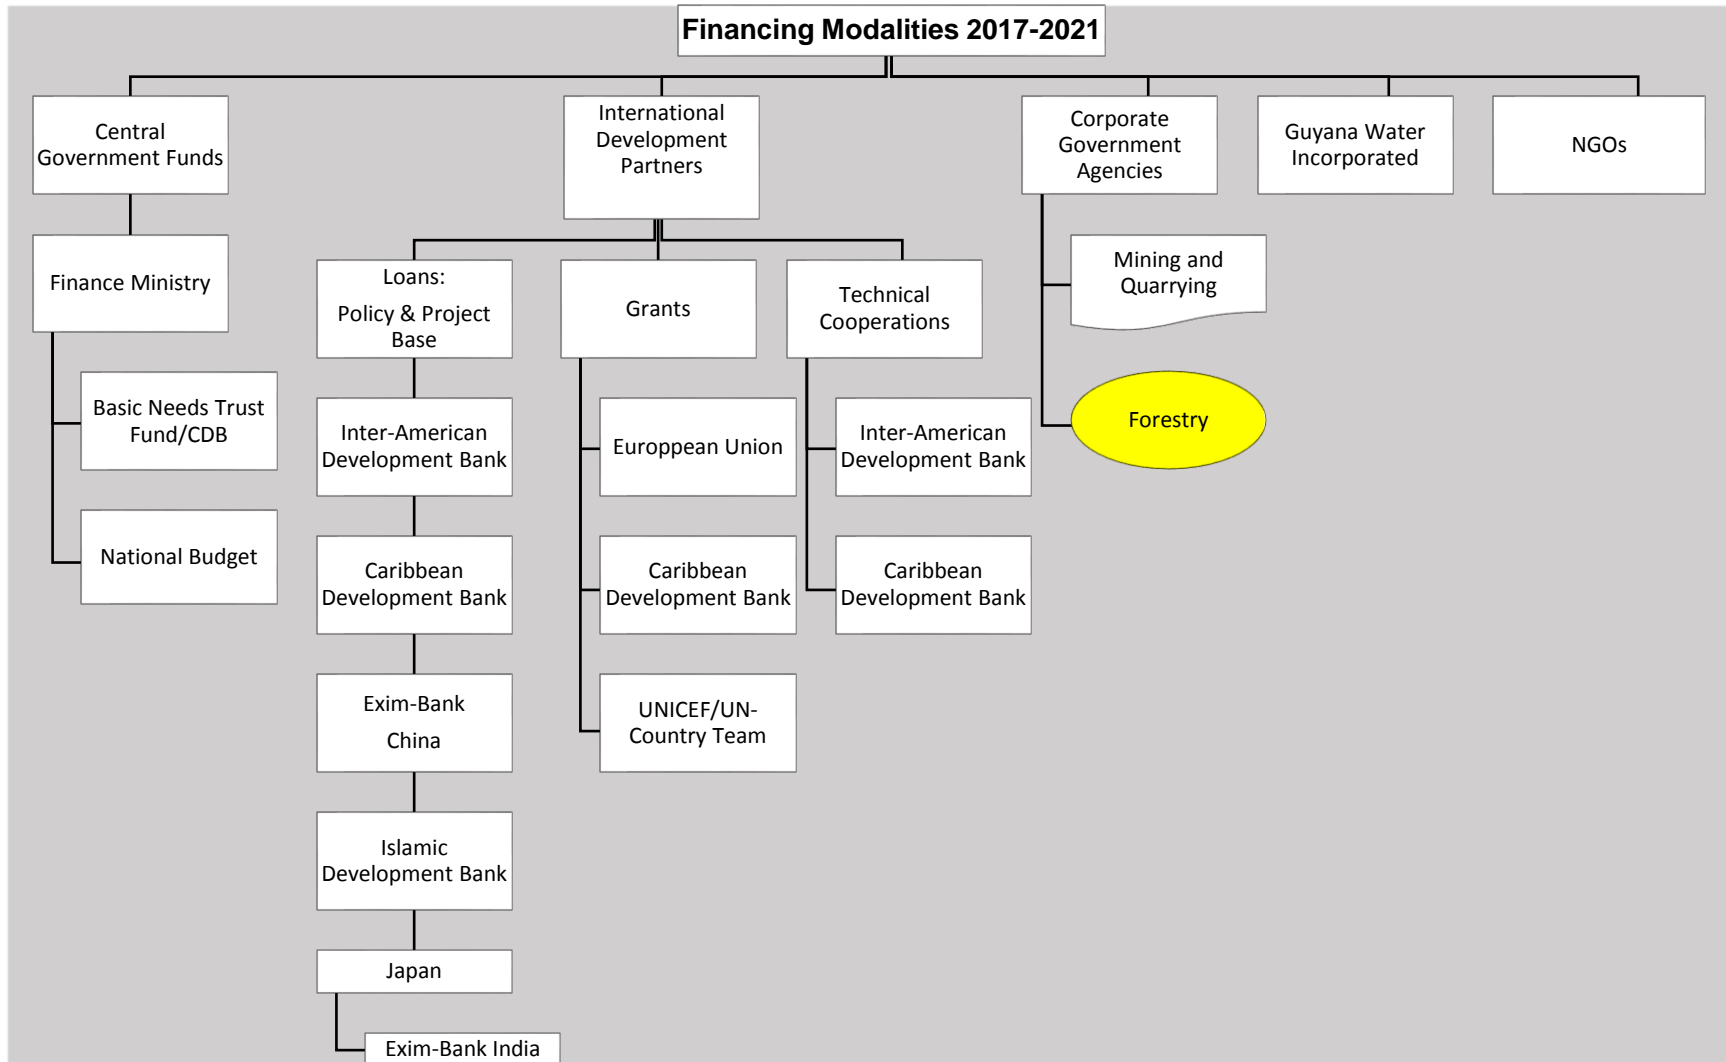 Financing Modalities 2017-2021
Central
Government Funds
International
Development
Partners
Corporate
Government
Agencies
Guyana Water
Incorporated
NGOs
Finance Ministry
Basic Needs Trust
Fund/CDB
National Budget
Loans:
Policy & Project
Base
Inter-American
Development Bank
Caribbean
Development Bank
Exim-Bank
China
Islamic
Development Bank
Japan
Exim-Bank India
Grants
Europpean Union
Caribbean
Development Bank
UNICEF/UN-
Country Team
Technical
Cooperations
Inter-American
Development Bank
Caribbean
Development Bank
Mining and
Quarrying
Forestry